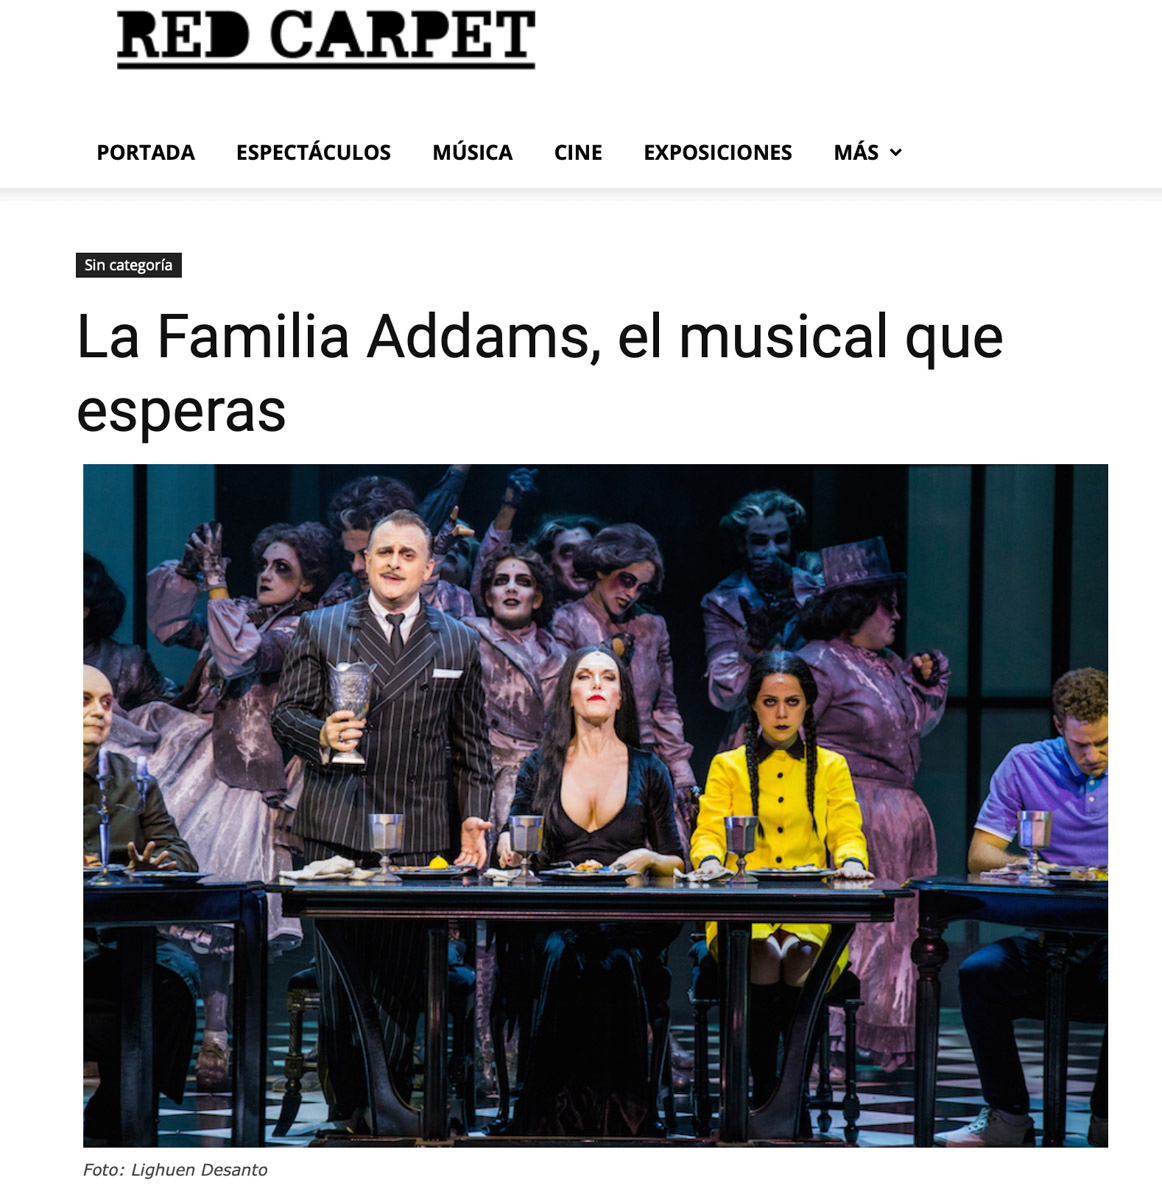 RED CARPET
PORTADA ESPECTÁCULOS MÚSICA CINE EXPOSICIONES MÁS
Sin categoría
La Familia Addams, el musical que
esperas
Foto: Lighuen Desanto